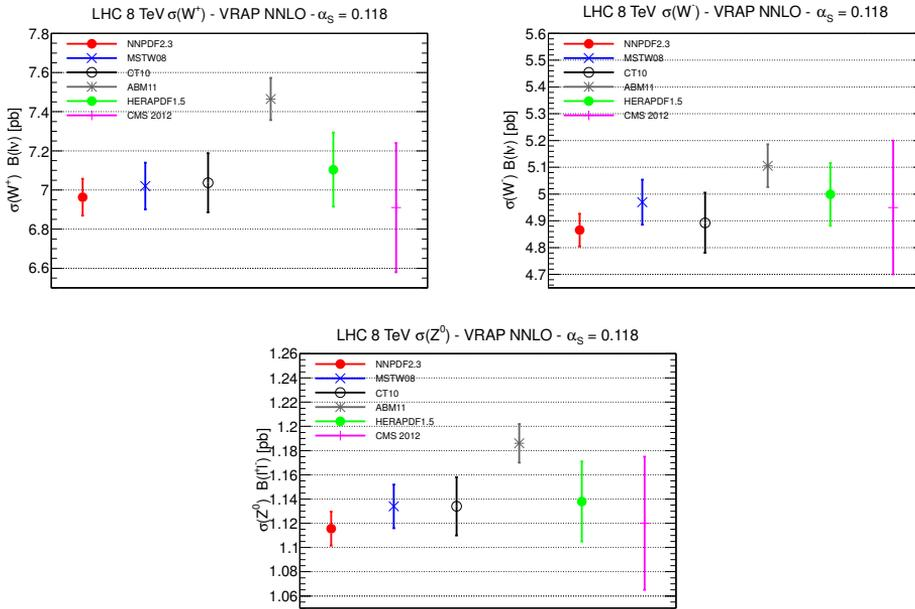 LHC 8 TeV σ(W⁺) - VRAP NNLO - αS = 0.118
σ(W⁺) B(lν) [pb]
7.8
7.6
7.4
7.2
7
6.8
6.6
NNPDF2.3
MSTW08
CT10
ABM11
HERAPDF1.5
CMS 2012
LHC 8 TeV σ(W⁻) - VRAP NNLO - αS = 0.118
σ(W⁻) B(lν) [pb]
5.6
5.5
5.4
5.3
5.2
5.1
5
4.9
4.8
4.7
NNPDF2.3
MSTW08
CT10
ABM11
HERAPDF1.5
CMS 2012
LHC 8 TeV σ(Z⁰) - VRAP NNLO - αS = 0.118
σ(Z⁰) B(l⁺l⁻) [pb]
1.26
1.24
1.22
1.2
1.18
1.16
1.14
1.12
1.1
1.08
1.06
NNPDF2.3
MSTW08
CT10
ABM11
HERAPDF1.5
CMS 2012